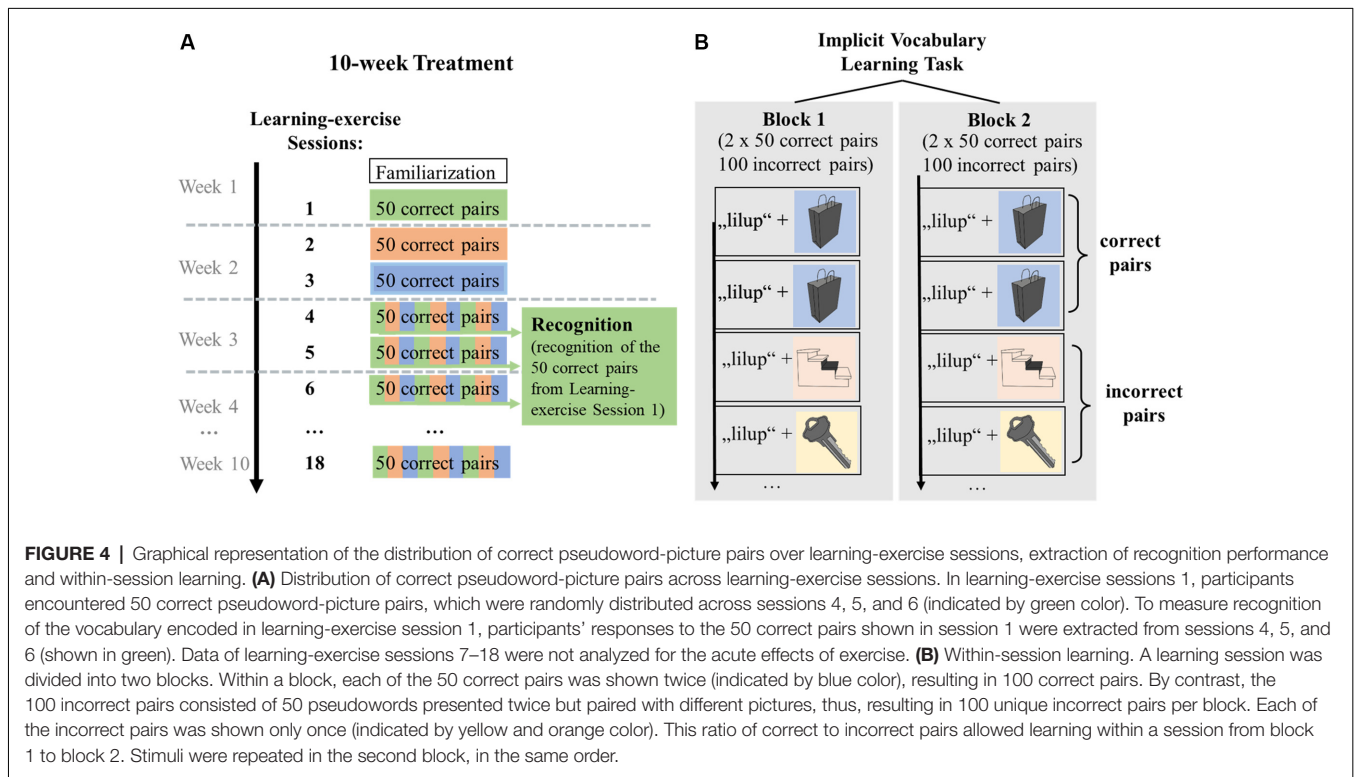 A
10-week Treatment
Learning-exercise
Sessions:
Familiarization
Week 1
1
50 correct pairs
2
50 correct pairs
Week 2
3
50 correct pairs
4
50 correct pairs
Week 3
5
50 correct pairs
6
50 correct pairs
Week 4
...
...
...
Week 10
18
50 correct pairs
Recognition
(recognition of the
50 correct pairs
from Learning-
exercise Session 1)
B
Implicit Vocabulary
Learning Task
Block 1
(2 x 50 correct pairs
100 incorrect pairs)
„lilup“ +
„lilup“ +
„lilup“ +
„lilup“ +
...
Block 2
(2 x 50 correct pairs
100 incorrect pairs)
„lilup“ +
„lilup“ +
„lilup“ +
„lilup“ +
...
correct
pairs
incorrect
pairs
FIGURE 4 | Graphical representation of the distribution of correct pseudoword-picture pairs over learning-exercise sessions, extraction of recognition performance
and within-session learning. (A) Distribution of correct pseudoword-picture pairs across learning-exercise sessions. In learning-exercise sessions 1, participants
encountered 50 correct pseudoword-picture pairs, which were randomly distributed across sessions 4, 5, and 6 (indicated by green color). To measure recognition
of the vocabulary encoded in learning-exercise session 1, participants’ responses to the 50 correct pairs shown in session 1 were extracted from sessions 4, 5, and
6 (shown in green). Data of learning-exercise sessions 7–18 were not analyzed for the acute effects of exercise. (B) Within-session learning. A learning session was
divided into two blocks. Within a block, each of the 50 correct pairs was shown twice (indicated by blue color), resulting in 100 correct pairs. By contrast, the
100 incorrect pairs consisted of 50 pseudowords presented twice but paired with different pictures, thus, resulting in 100 unique incorrect pairs per block. Each of
the incorrect pairs was shown only once (indicated by yellow and orange color). This ratio of correct to incorrect pairs allowed learning within a session from block
1 to block 2. Stimuli were repeated in the second block, in the same order.